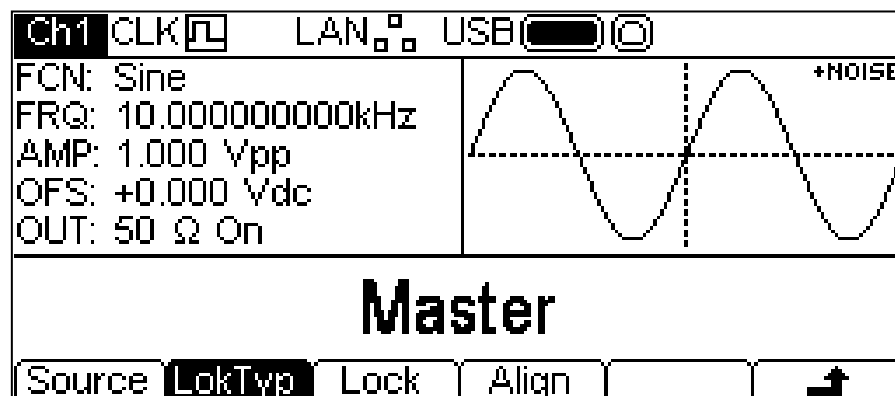 Ch1 CLK LAN USB
FCN: Sine
+NOISE
FRQ: 10.000000000kHz
AMP: 1.000 Vpp
OFS: +0.000 Vdc
OUT: 50 Ω On
Master
Source LokTyp Lock Align